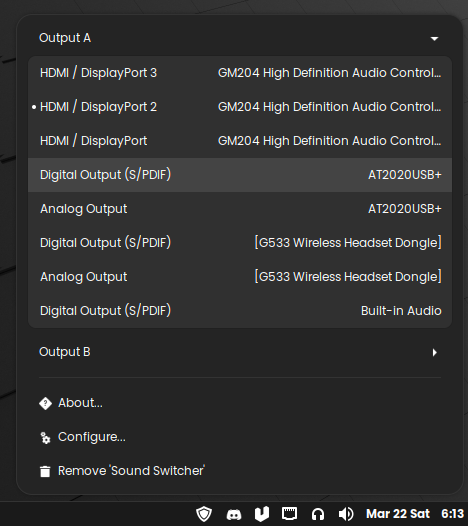 Output A
HDMI / DisplayPort 3 GM204 High Definition Audio Control…
HDMI / DisplayPort 2 GM204 High Definition Audio Control…
HDMI / DisplayPort GM204 High Definition Audio Control…
Digital Output (S/PDIF) AT2020USB+
Analog Output AT2020USB+
Digital Output (S/PDIF) [G533 Wireless Headset Dongle]
Analog Output [G533 Wireless Headset Dongle]
Digital Output (S/PDIF) Built-in Audio
Output B
About...
Configure...
Remove 'Sound Switcher'
Mar 22 Sat 6:13